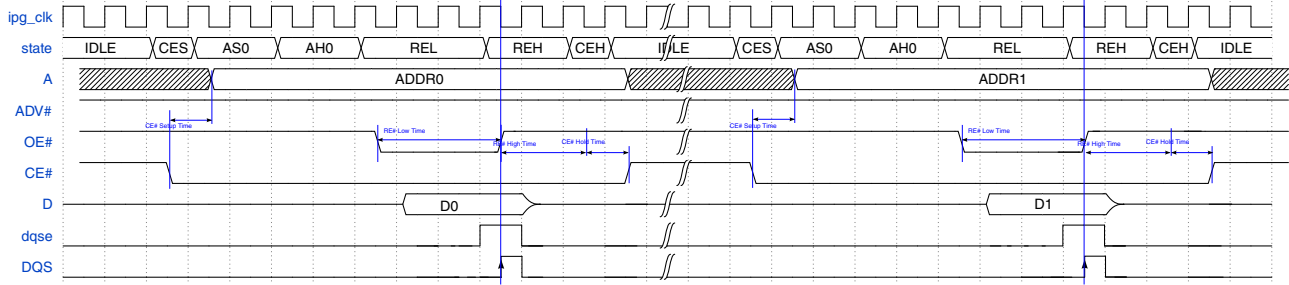 ipg_clk
state IDLE CES AS0 AH0 REL REH CEH IDLE CES AS0 AH0 REL REH CEH IDLE
A ADDR0 ADDR1
ADV#
CE# Setup Time CE# Setup Time
RE# Low Time RE# Low Time
OE# RE# High Time CE# Hold Time RE# High Time CE# Hold Time
CE#
D D0 D1
dqse
DQS